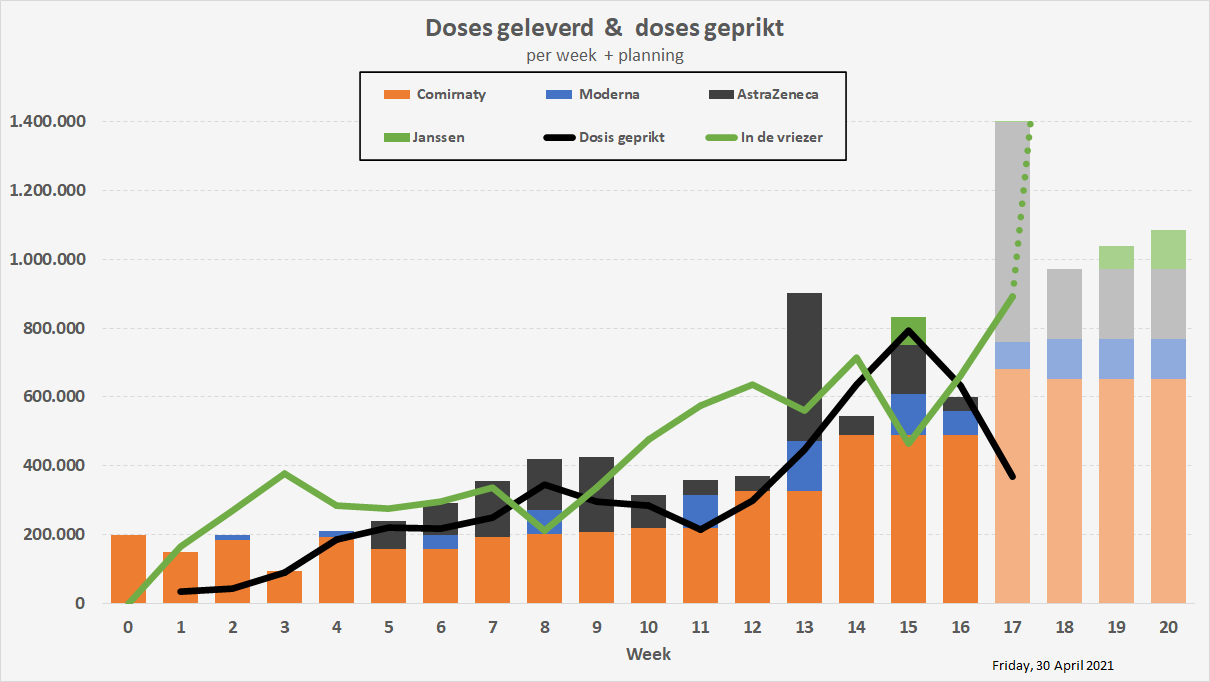 Doses geleverd & doses geprikt
per week + planning
Comirnaty Moderna AstraZeneca
Janssen Dosis geprikt In de vriezer
1.400.000
1.200.000
1.000.000
800.000
600.000
400.000
200.000
0
0 1 2 3 4 5 6 7 8 9 10 11 12 13 14 15 16 17 18 19 20
Week
Friday, 30 April 2021